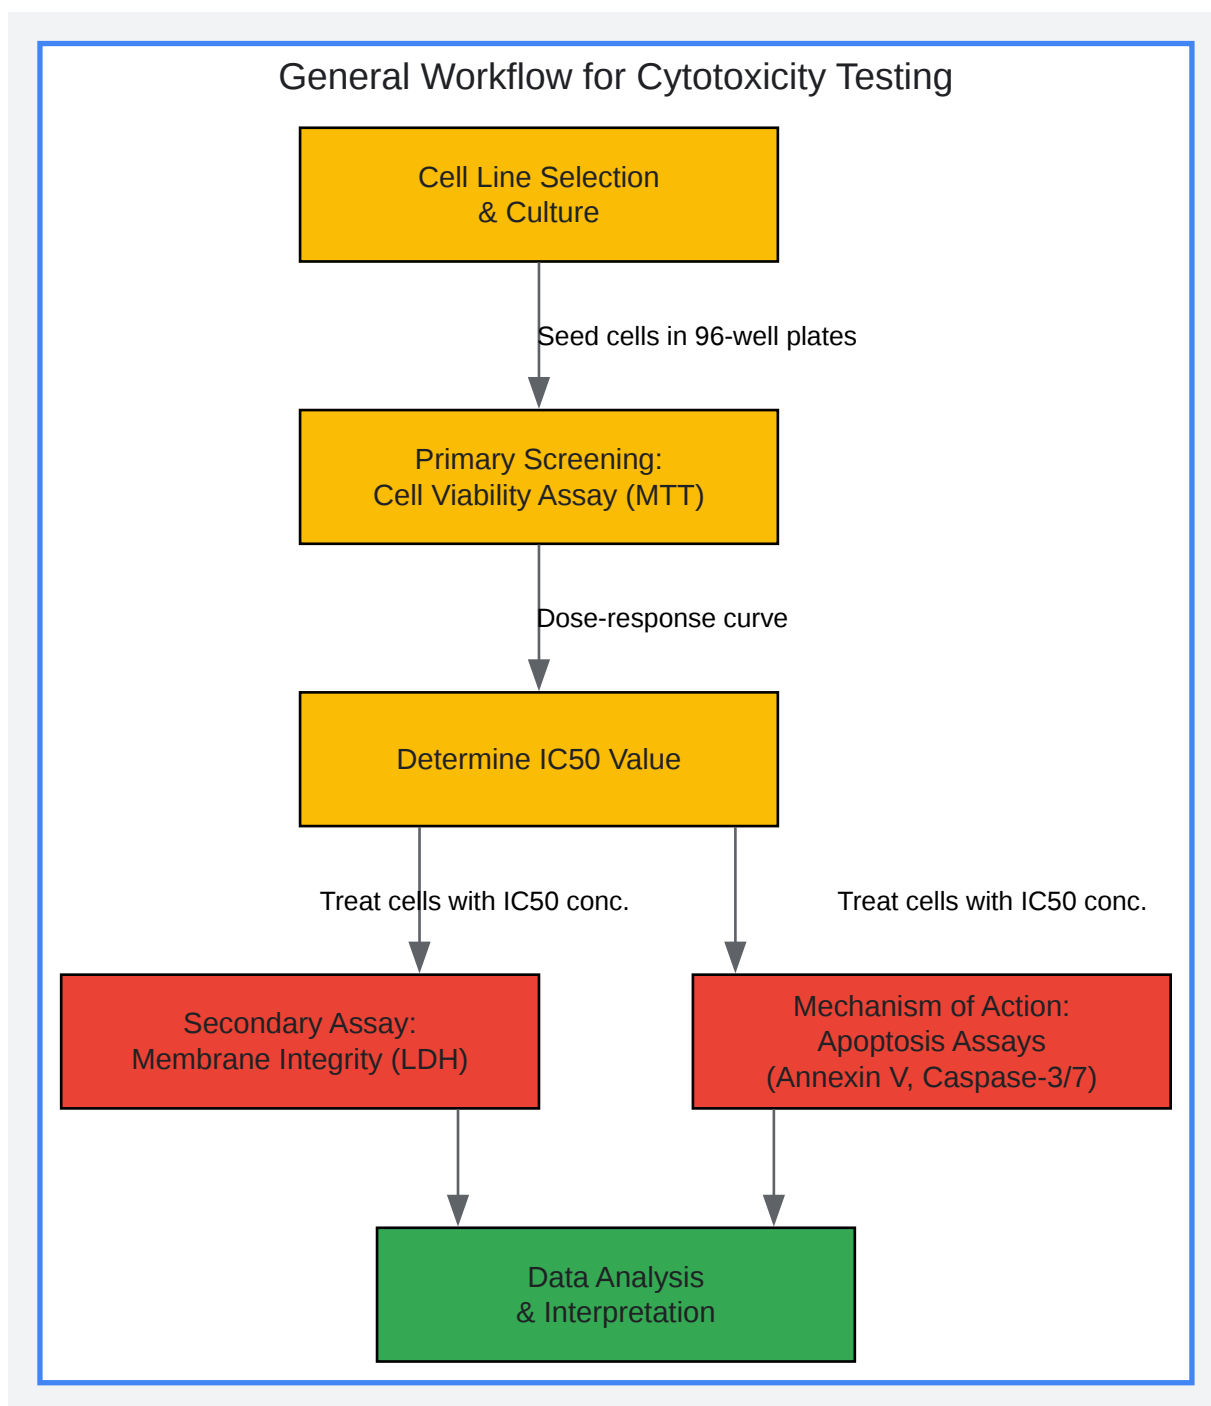 General Workflow for Cytotoxicity Testing
Cell Line Selection
& Culture
Seed cells in 96-well plates
Primary Screening:
Cell Viability Assay (MTT)
Dose-response curve
Determine IC50 Value
Treat cells with IC50 conc.
Treat cells with IC50 conc.
Secondary Assay:
Membrane Integrity (LDH)
Mechanism of Action:
Apoptosis Assays
(Annexin V, Caspase-3/7)
Data Analysis
& Interpretation